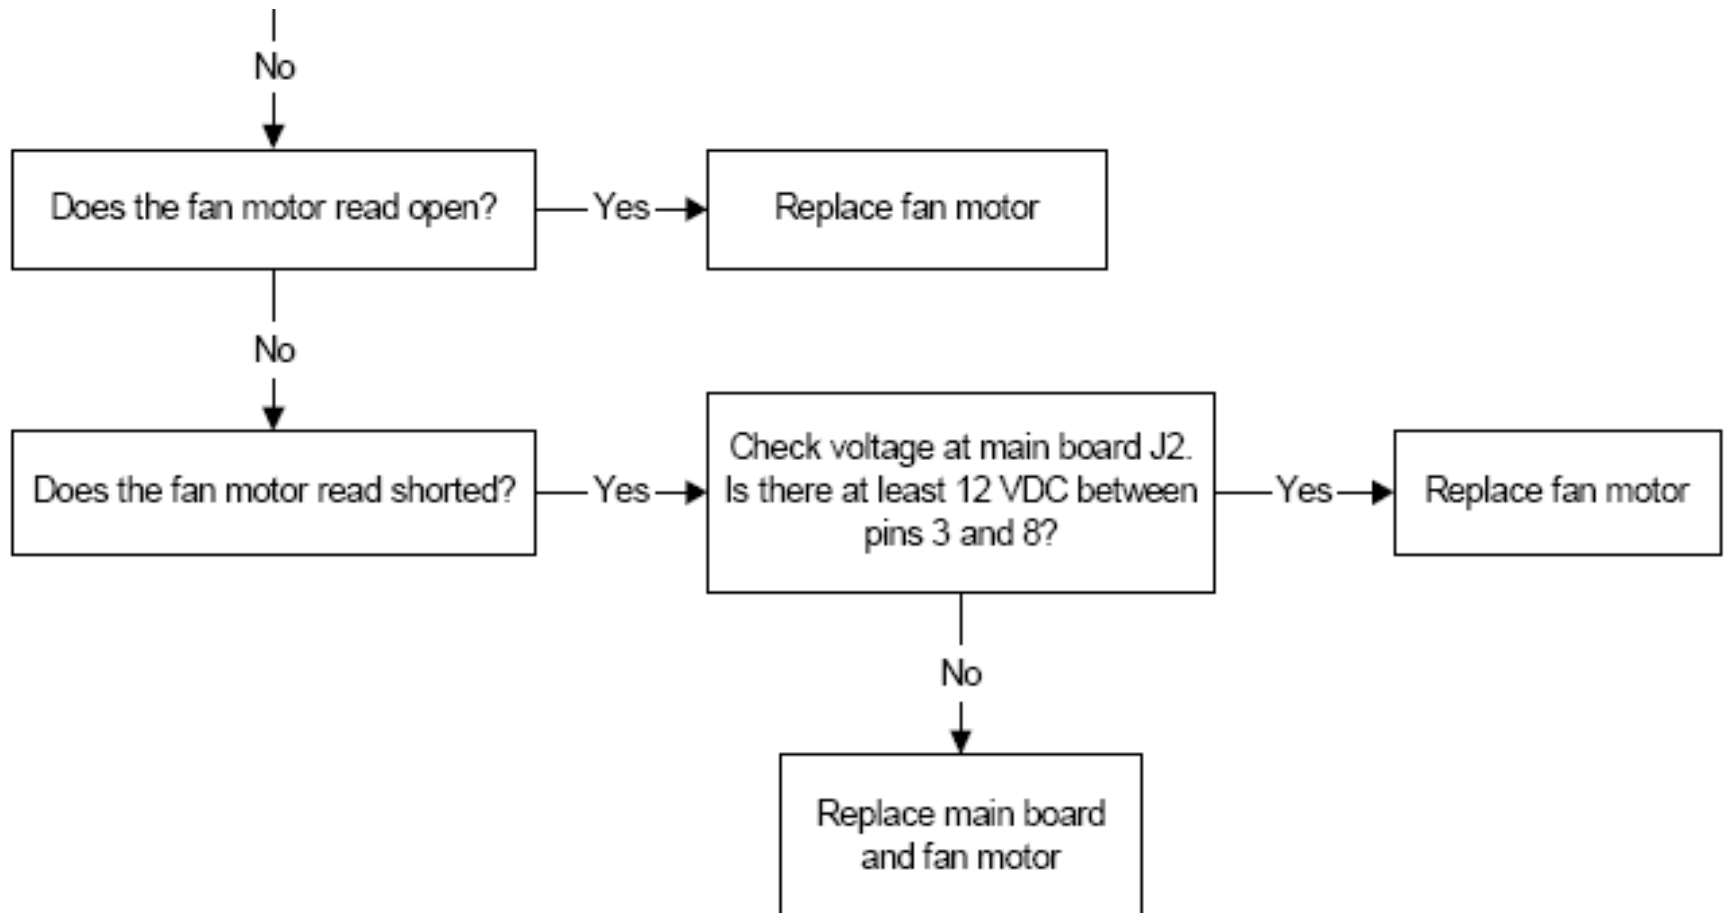 No
Does the fan motor read open?
Yes
Replace fan motor
No
Does the fan motor read shorted?
Yes
Check voltage at main board J2.
Is there at least 12 VDC between
pins 3 and 8?
Yes
Replace fan motor
No
Replace main board
and fan motor